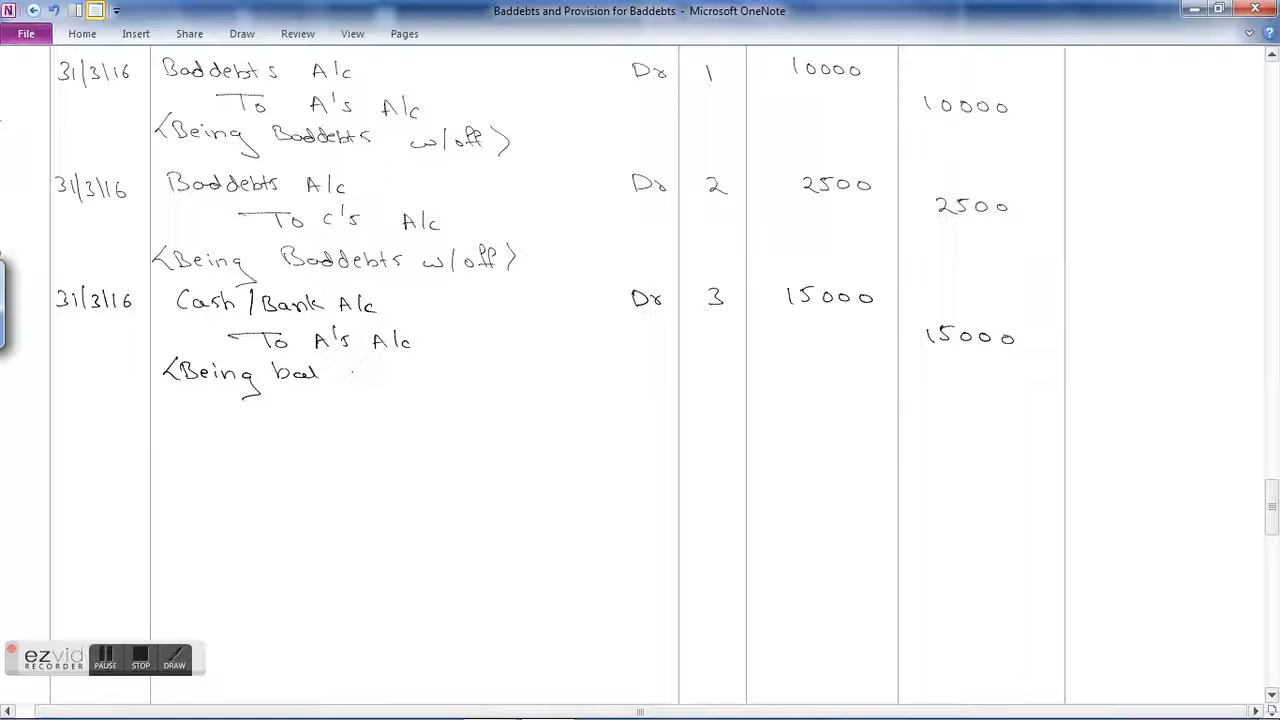 Baddebts and Provision for Baddebts - Microsoft OneNote
File Home Insert Share Draw Review View Pages
31/3/16 Baddebts A/c Dr 1 10000
To A's A/c 10000
<Being Baddebts w/off>
31/3/16 Baddebts A/c Dr 2 2500
To C's A/c 2500
<Being Baddebts w/off>
31/3/16 Cash/Bank A/c Dr 3 15000
To A's A/c 15000
<Being bal
ezvid
RECORDER
PAUSE STOP DRAW